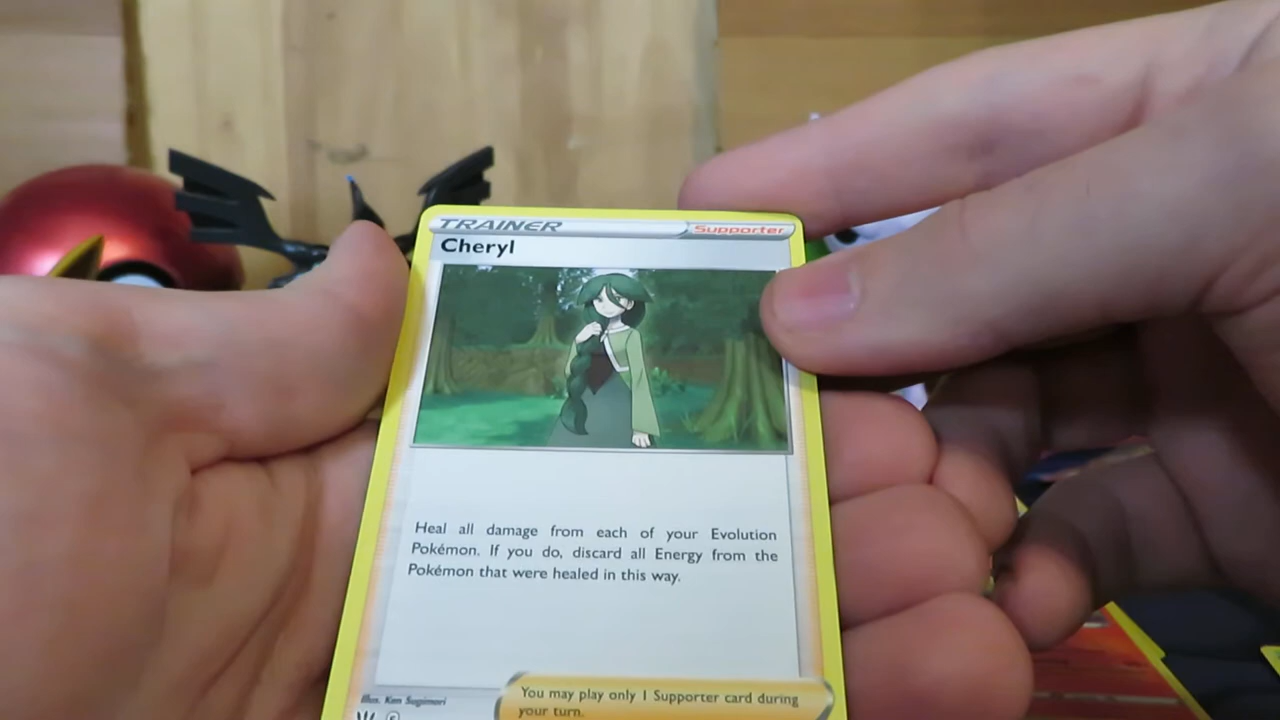 TRAINER Supporter
Cheryl
Heal all damage from each of your Evolution
Pokémon. If you do, discard all Energy from the
Pokémon that were healed in this way.
Illus. Ken Sugimori
You may play only 1 Supporter card during
your turn.